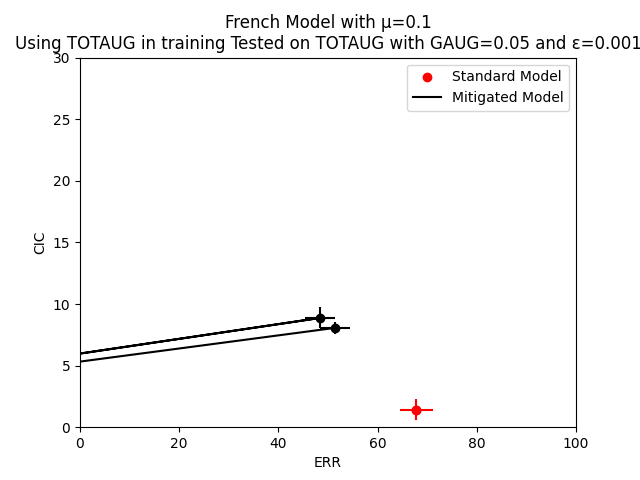 French Model with μ=0.1
Using TOTAUG in training Tested on TOTAUG with GAUG=0.05 and ε=0.001
Standard Model
Mitigated Model
30
25
20
15
10
5
0
CIC
0 20 40 60 80 100
ERR